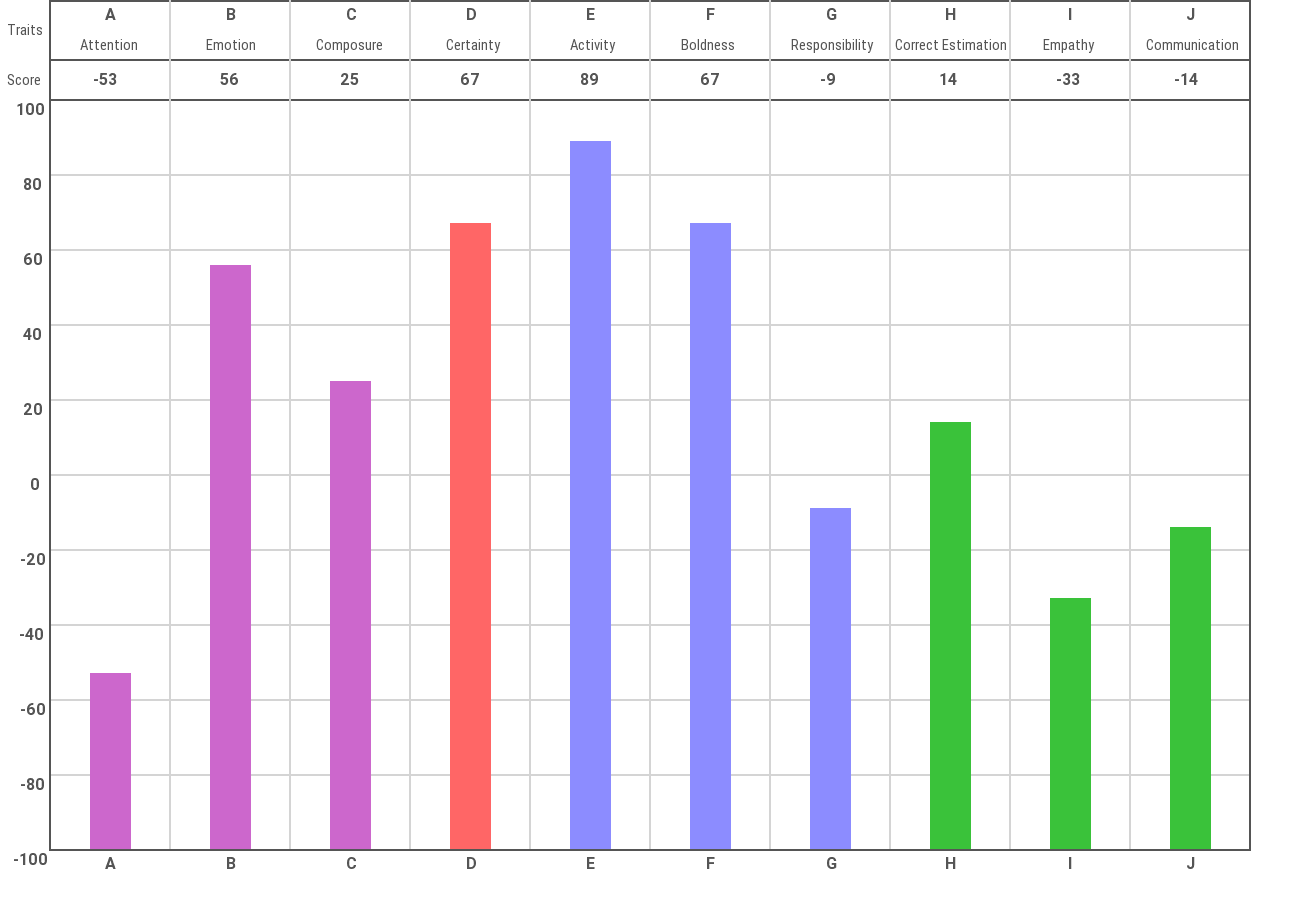 Traits
A B C D E F G H I J
Attention Emotion Composure Certainty Activity Boldness Responsibility Correct Estimation Empathy Communication
Score -53 56 25 67 89 67 -9 14 -33 -14
100
80
60
40
20
0
-20
-40
-60
-80
-100
A B C D E F G H I J